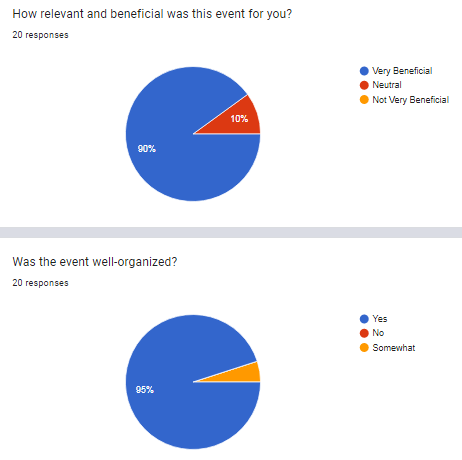 How relevant and beneficial was this event for you?
20 responses
Very Beneficial
Neutral
Not Very Beneficial
10%
90%
Was the event well-organized?
20 responses
Yes
No
Somewhat
95%